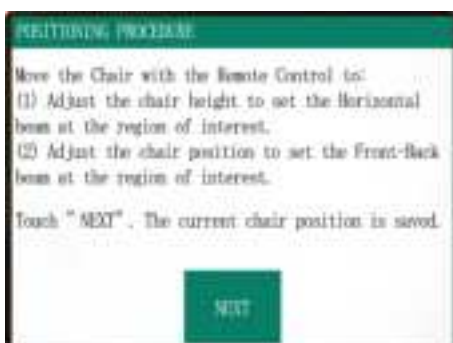 POSITIONING PROCEDURE
Move the Chair with the Remote Control to:
(1) Adjust the chair height to set the Horizontal
beam at the region of interest.
(2) Adjust the chair position to set the Front-Back
beam at the region of interest.
Touch "NEXT". The current chair position is saved.
NEXT